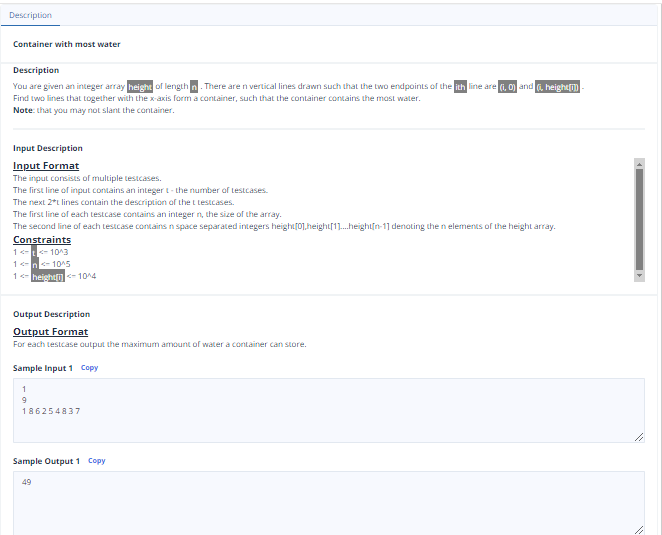 Description
Container with most water
Description
You are given an integer array height of length n . There are n vertical lines drawn such that the two endpoints of the ith line are (i, 0) and (i, height[i]) .
Find two lines that together with the x-axis form a container, such that the container contains the most water.
Note: that you may not slant the container.
Input Description
Input Format
The input consists of multiple testcases.
The first line of input contains an integer t - the number of testcases.
The next 2*t lines contain the description of the t testcases.
The first line of each testcase contains an integer n, the size of the array.
The second line of each testcase contains n space separated integers height[0],height[1]....height[n-1] denoting the n elements of the height array.
Constraints
1 <= t <= 10^3
1 <= n <= 10^5
1 <= height[i] <= 10^4
Output Description
Output Format
For each testcase output the maximum amount of water a container can store.
Sample Input 1 Copy
1
9
1 8 6 2 5 4 8 3 7
Sample Output 1 Copy
49